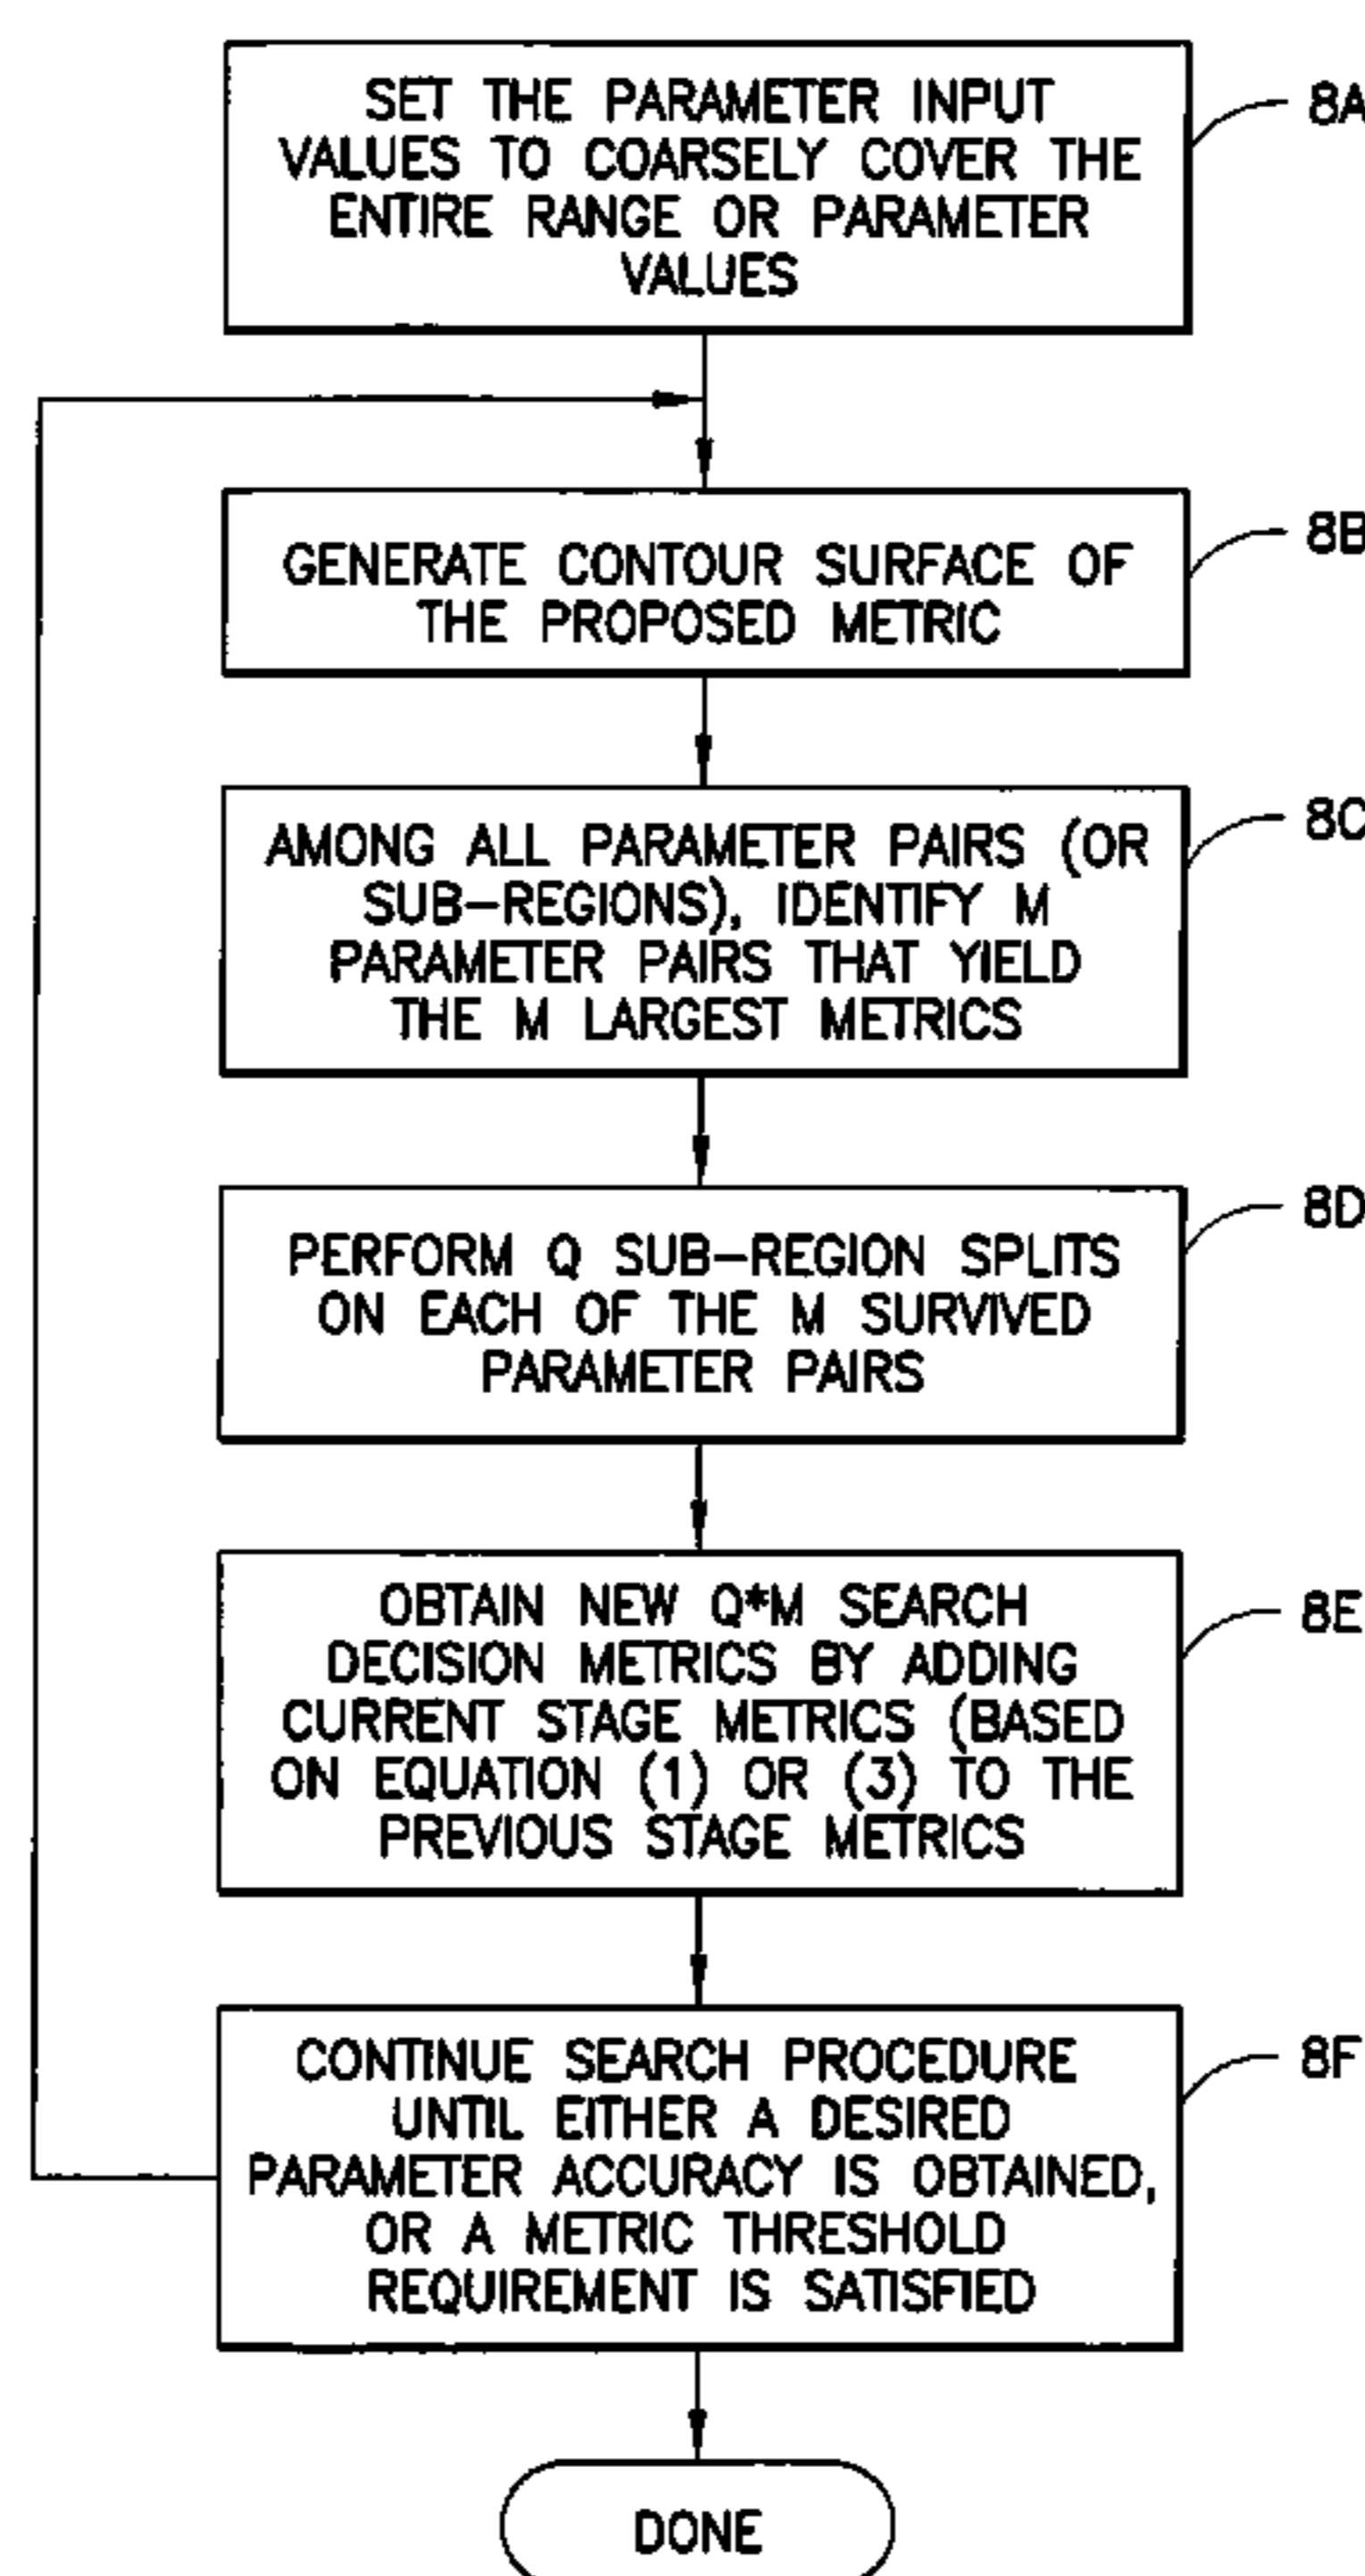 SET THE PARAMETER INPUT
VALUES TO COARSELY COVER THE
ENTIRE RANGE OR PARAMETER
VALUES
8A
GENERATE CONTOUR SURFACE OF
THE PROPOSED METRIC
8B
AMONG ALL PARAMETER PAIRS (OR
SUB-REGIONS), IDENTIFY M
PARAMETER PAIRS THAT YIELD
THE M LARGEST METRICS
8C
PERFORM Q SUB-REGION SPLITS
ON EACH OF THE M SURVIVED
PARAMETER PAIRS
8D
OBTAIN NEW Q*M SEARCH
DECISION METRICS BY ADDING
CURRENT STAGE METRICS (BASED
ON EQUATION (1) OR (3) TO THE
PREVIOUS STAGE METRICS
8E
CONTINUE SEARCH PROCEDURE
UNTIL EITHER A DESIRED
PARAMETER ACCURACY IS OBTAINED,
OR A METRIC THRESHOLD
REQUIREMENT IS SATISFIED
8F
DONE